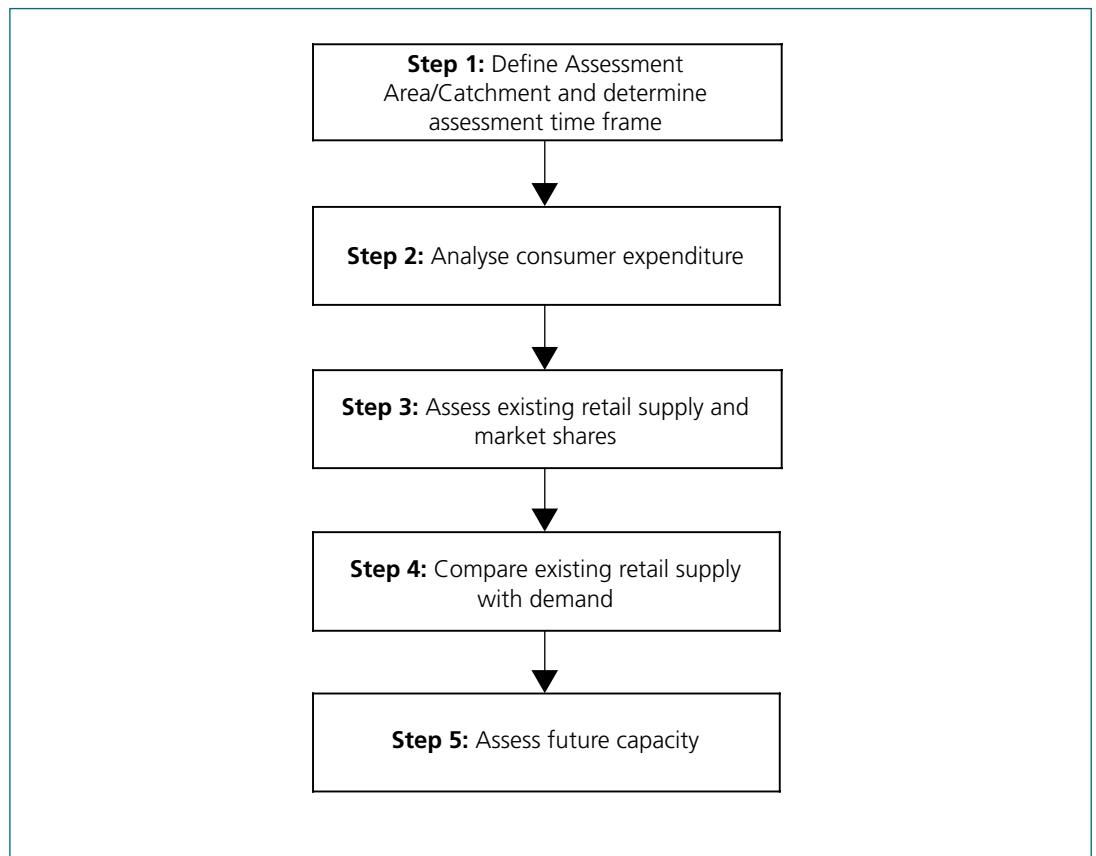 Step 1: Define Assessment
Area/Catchment and determine
assessment time frame
Step 2: Analyse consumer expenditure
Step 3: Assess existing retail supply and
market shares
Step 4: Compare existing retail supply
with demand
Step 5: Assess future capacity